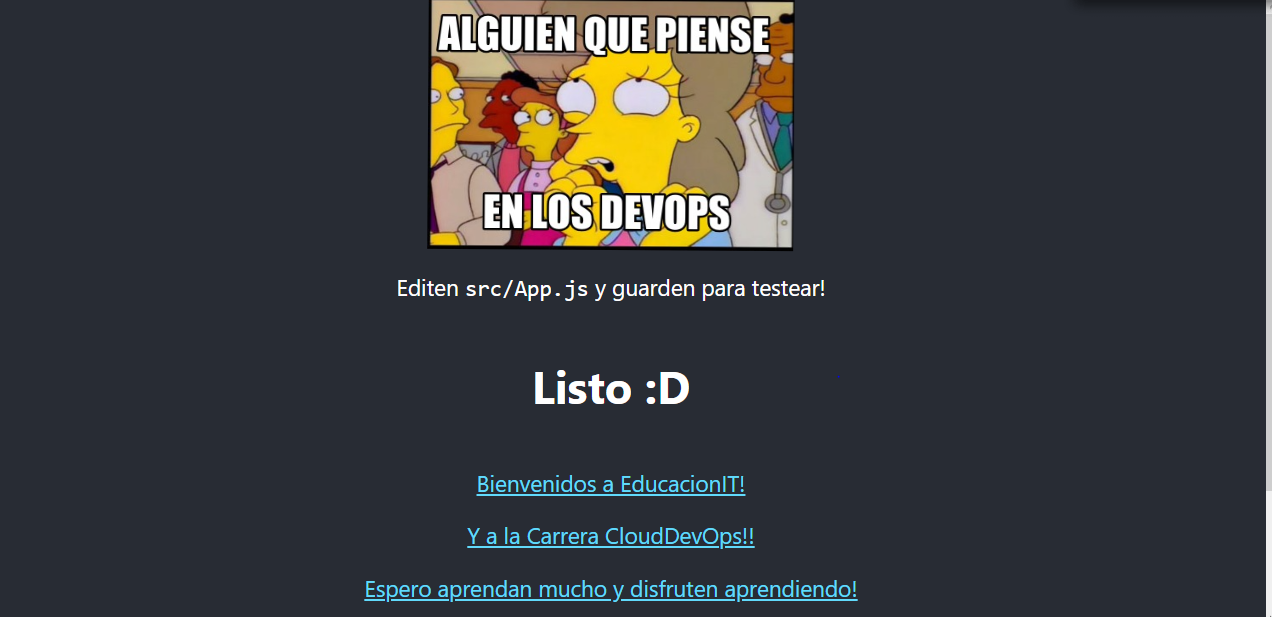 ALGUIEN QUE PIENSE
EN LOS DEVOPS
Editen src/App.js y guarden para testear!
Listo :D
Bienvenidos a EducacionIT!
Y a la Carrera CloudDevOps!!
Espero aprendan mucho y disfruten aprendiendo!